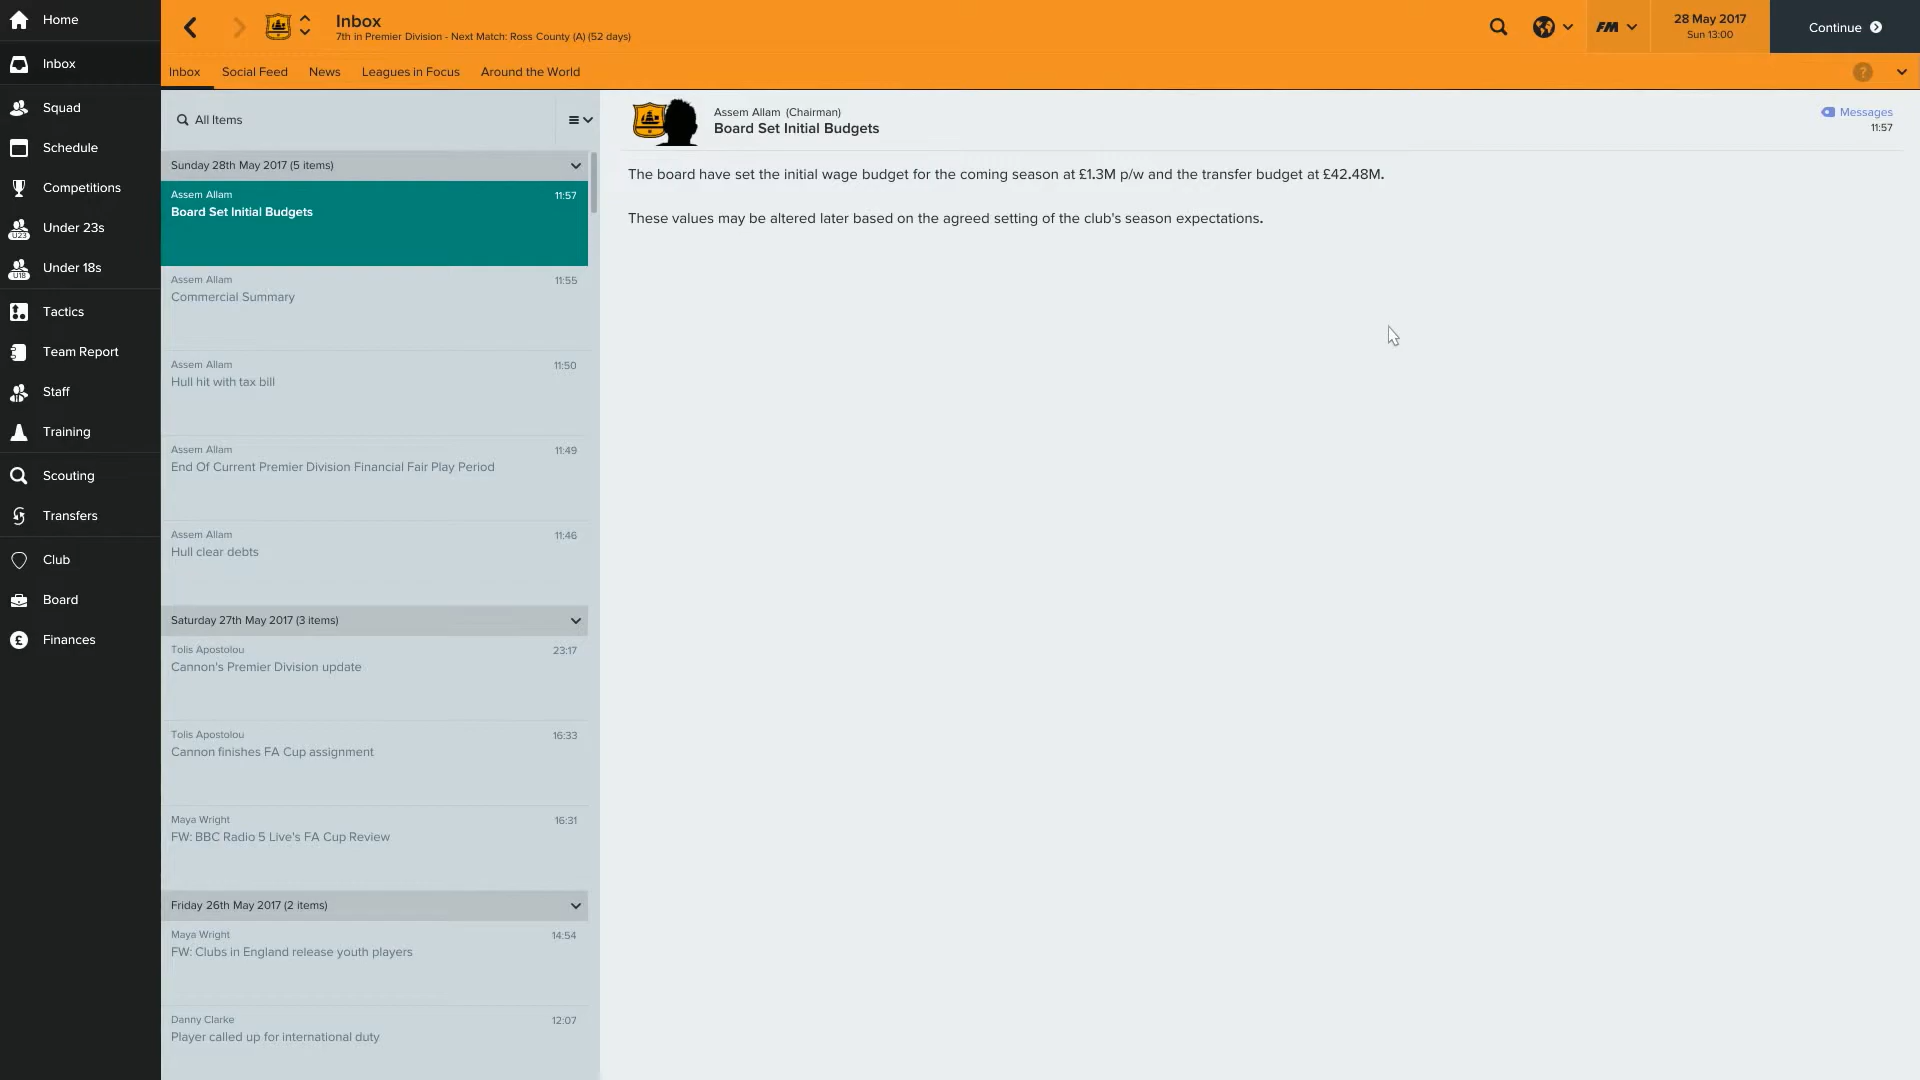 Home
Inbox
Squad
Schedule
Competitions
U23
Under 23s
U18
Under 18s
Tactics
Team Report
Staff
Training
Scouting
Transfers
Club
Board
£
Finances
Inbox
7th in Premier Division - Next Match: Ross County (A) (52 days)
FM
28 May 2017
Sun 13:00
Continue
Inbox
Social Feed
News
Leagues in Focus
Around the World
?
All Items
Sunday 28th May 2017 (5 items)
Assem Allam
11:57
Board Set Initial Budgets
Assem Allam
11:55
Commercial Summary
Assem Allam
11:50
Hull hit with tax bill
Assem Allam
11:49
End Of Current Premier Division Financial Fair Play Period
Assem Allam
11:46
Hull clear debts
Saturday 27th May 2017 (3 items)
Tolis Apostolou
23:17
Cannon's Premier Division update
Tolis Apostolou
16:33
Cannon finishes FA Cup assignment
Maya Wright
16:31
FW: BBC Radio 5 Live's FA Cup Review
Friday 26th May 2017 (2 items)
Maya Wright
14:54
FW: Clubs in England release youth players
Danny Clarke
12:07
Player called up for international duty
Assem Allam (Chairman)
Board Set Initial Budgets
Messages
11:57
The board have set the initial wage budget for the coming season at £1.3M p/w and the transfer budget at £42.48M.
These values may be altered later based on the agreed setting of the club's season expectations.